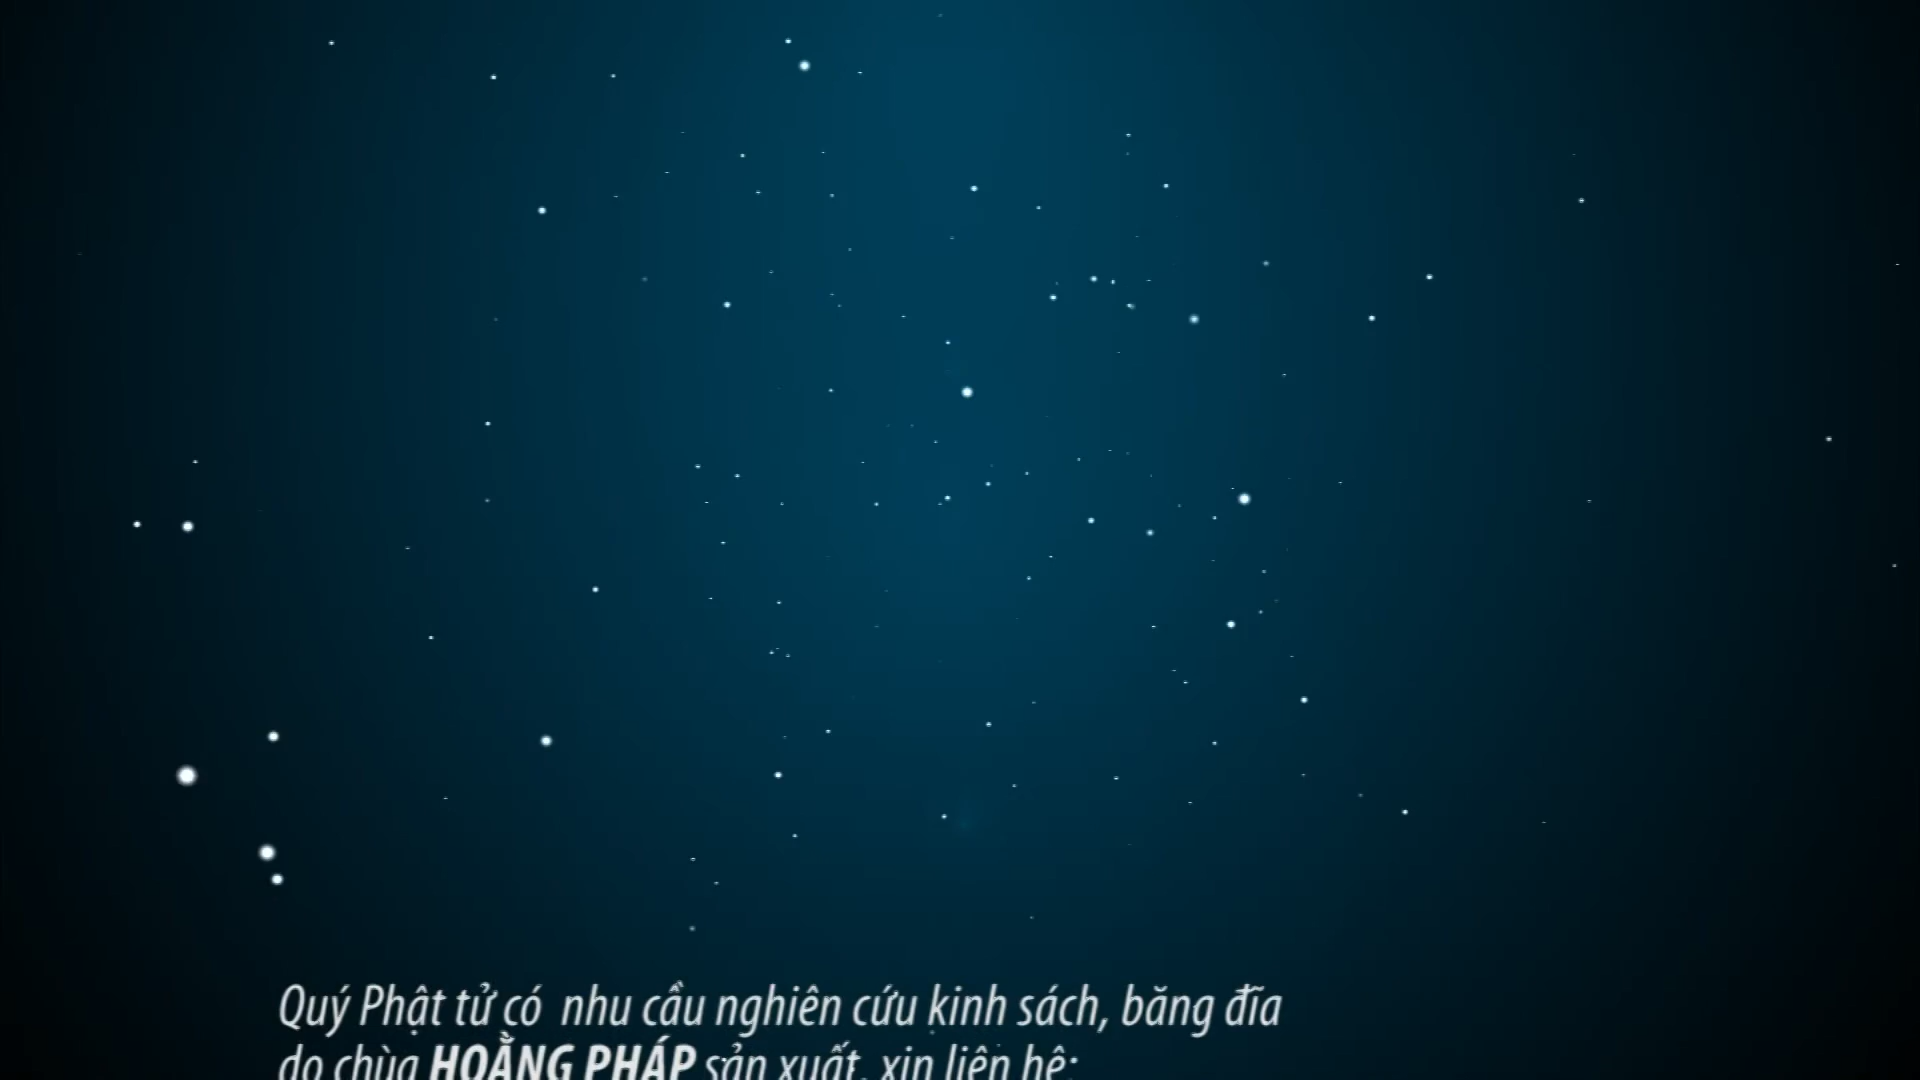 Quý Phật tử có nhu cầu nghiên cứu kinh sách, băng đĩa
do chùa HOẰNG PHÁP sản xuất, xin liên hệ: